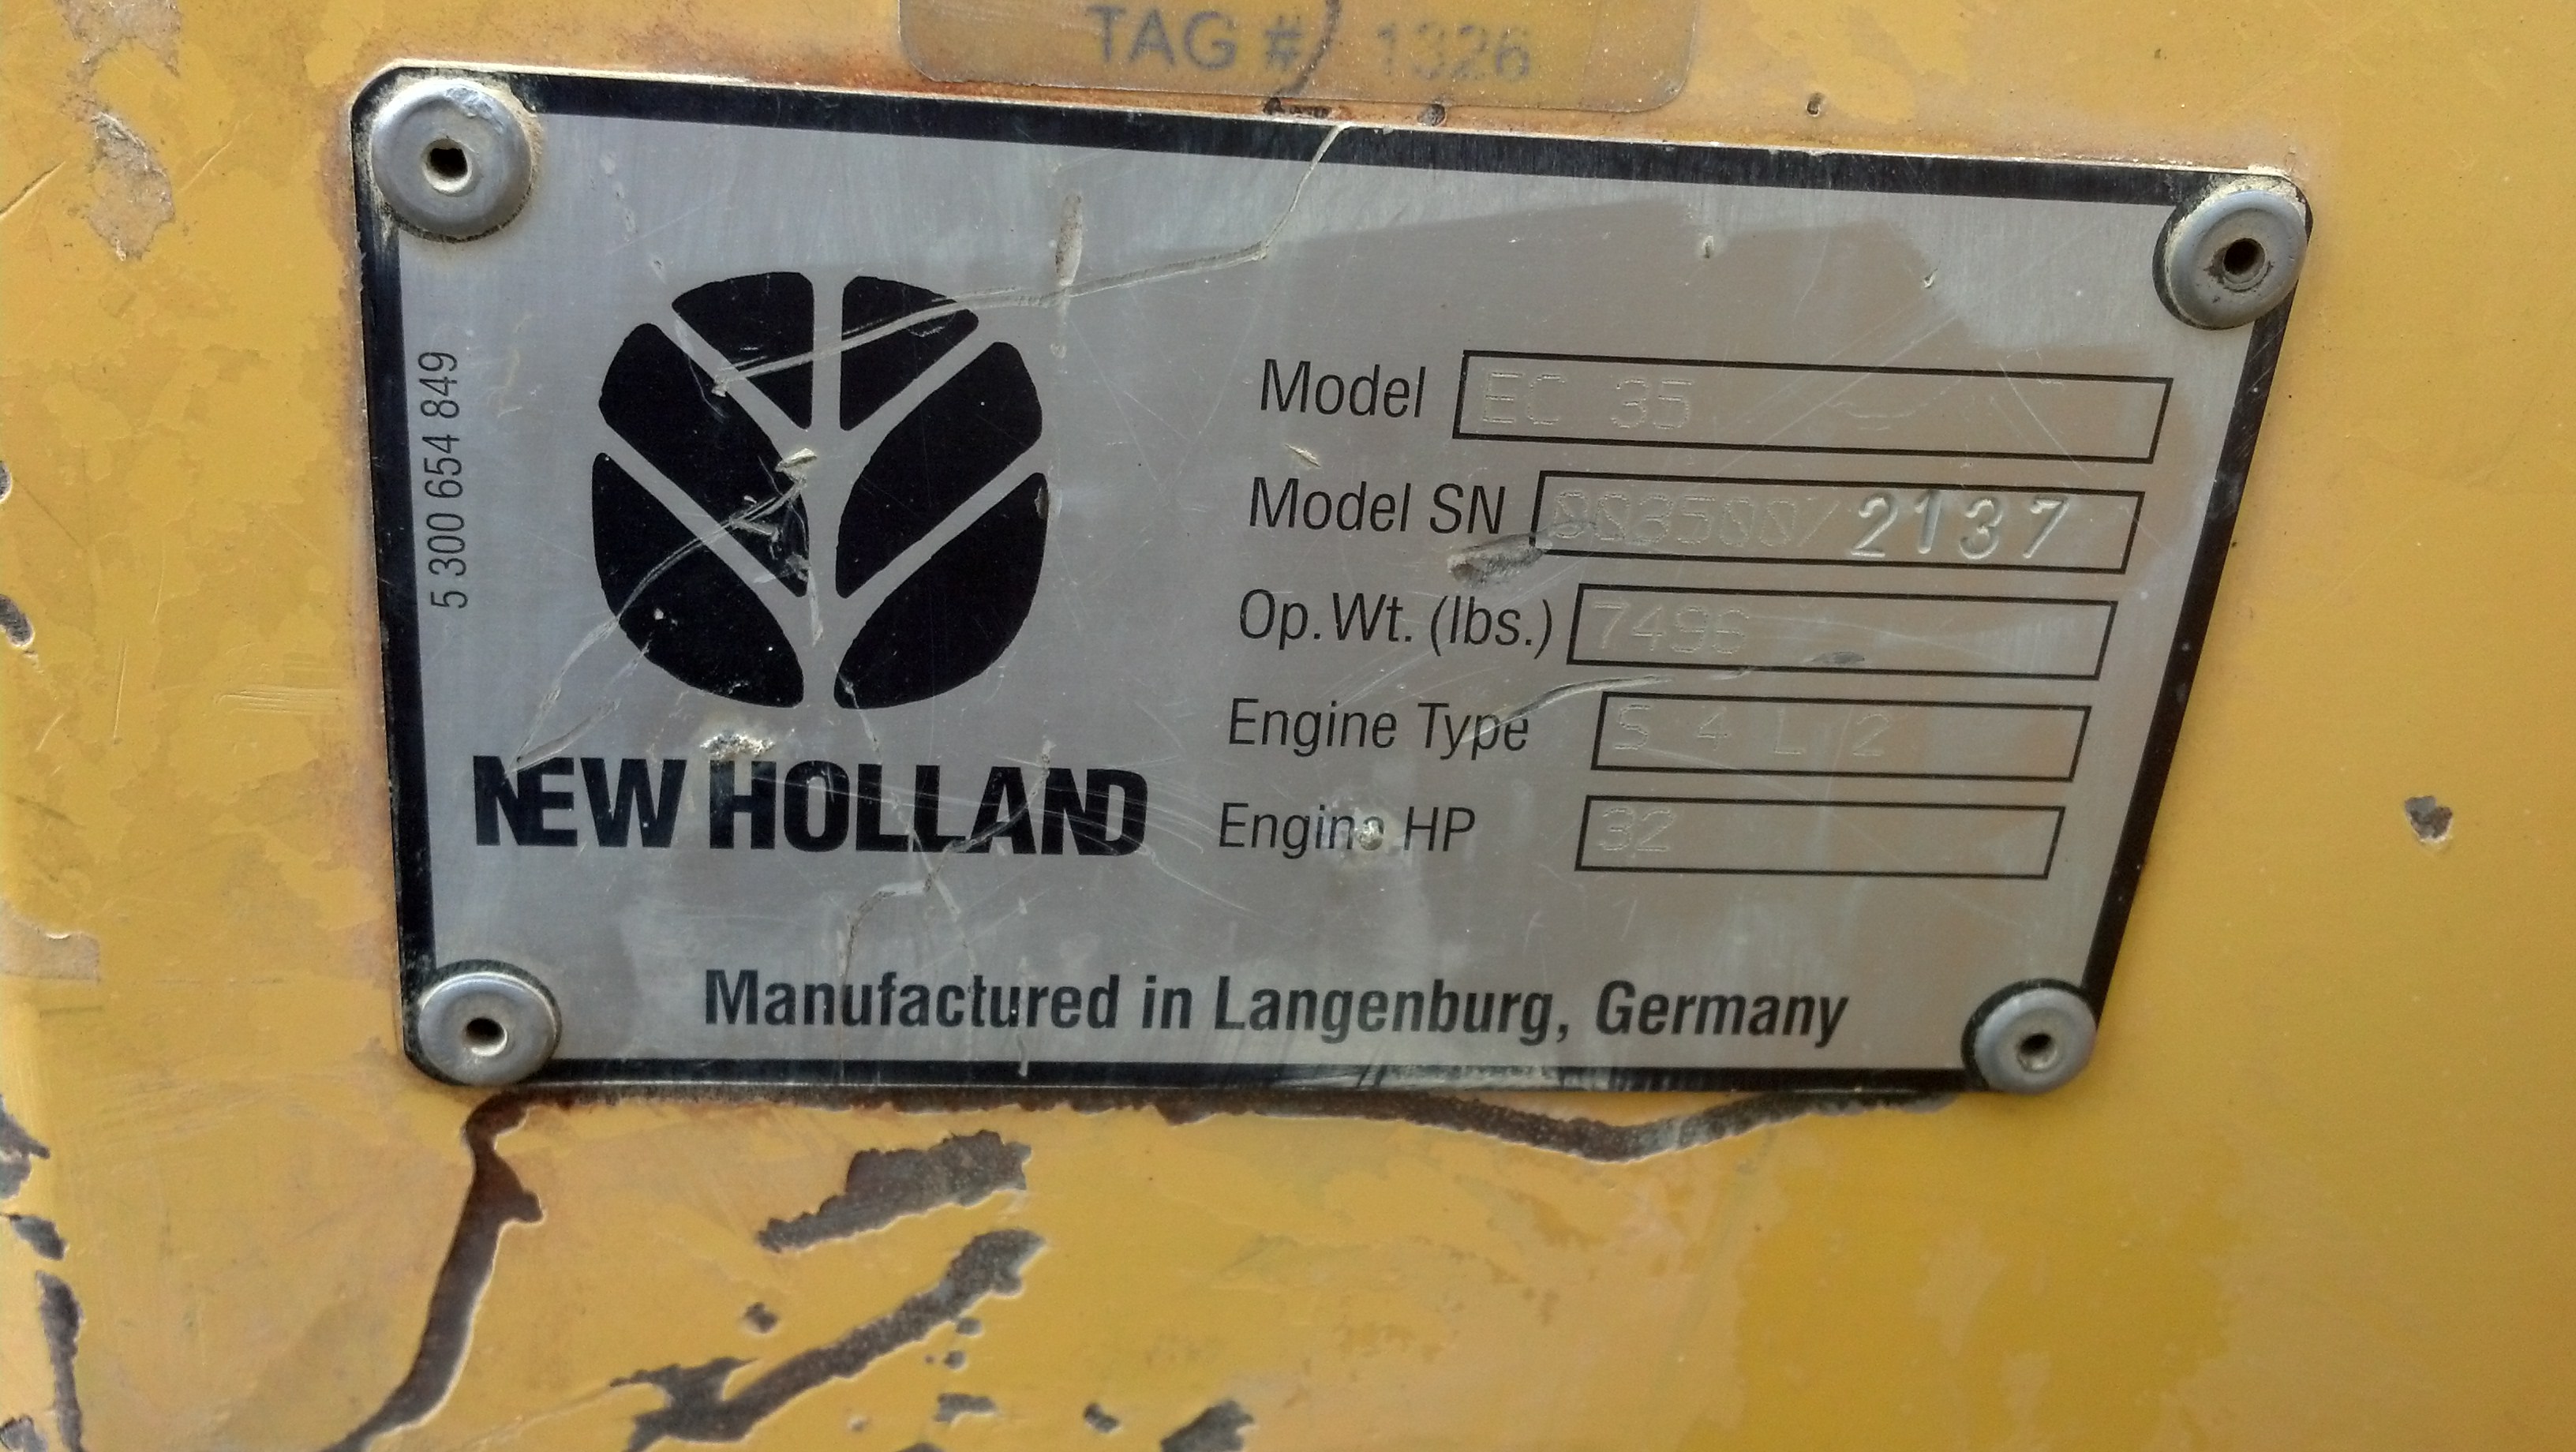 TAG # 1326
5 300 654 849
Model EC 35
Model SN 003500/2137
Op. Wt. (lbs.) 7496
Engine Type S 4 L 2
Engine HP 32
NEW HOLLAND
Manufactured in Langenburg, Germany